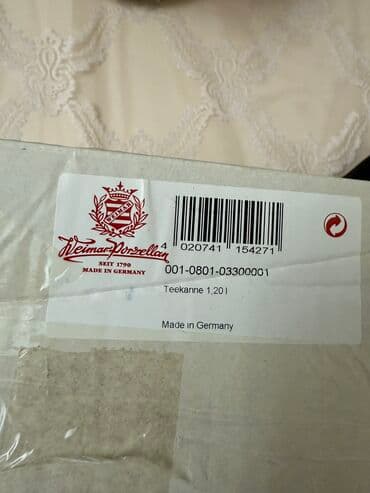 WEIMAR
Weimar-Porzellan
SEIT 1790
MADE IN GERMANY
4 020741 154271
001-0801-03300001
Teekanne 1,20 l
Made in Germany